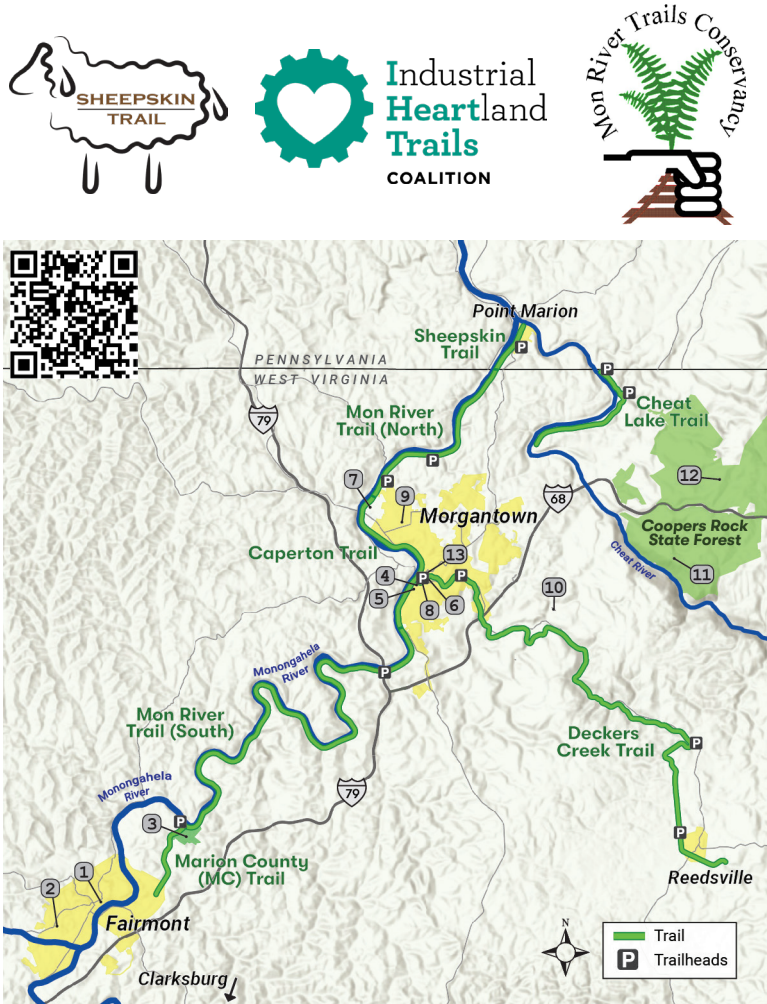 SHEEPSKIN
TRAIL
Industrial
Heartland
Trails
COALITION
Mon River Trails Conservancy
Point Marion
Sheepskin
Trail
P
PENNSYLVANIA
WEST VIRGINIA
P
P
Cheat
Lake Trail
79
Mon River
Trail (North)
P
P
7
9
12
68
Morgantown
Coopers Rock
State Forest
Caperton Trail
13
Cheat River
4
P
P
11
5
8
6
10
Monongahela
River
P
Mon River
Trail (South)
Deckers
Creek Trail
P
Monongahela
River
79
3
P
P
Marion County
(MC) Trail
1
2
Reedsville
Fairmont
N
Trail
P
Trailheads
Clarksburg